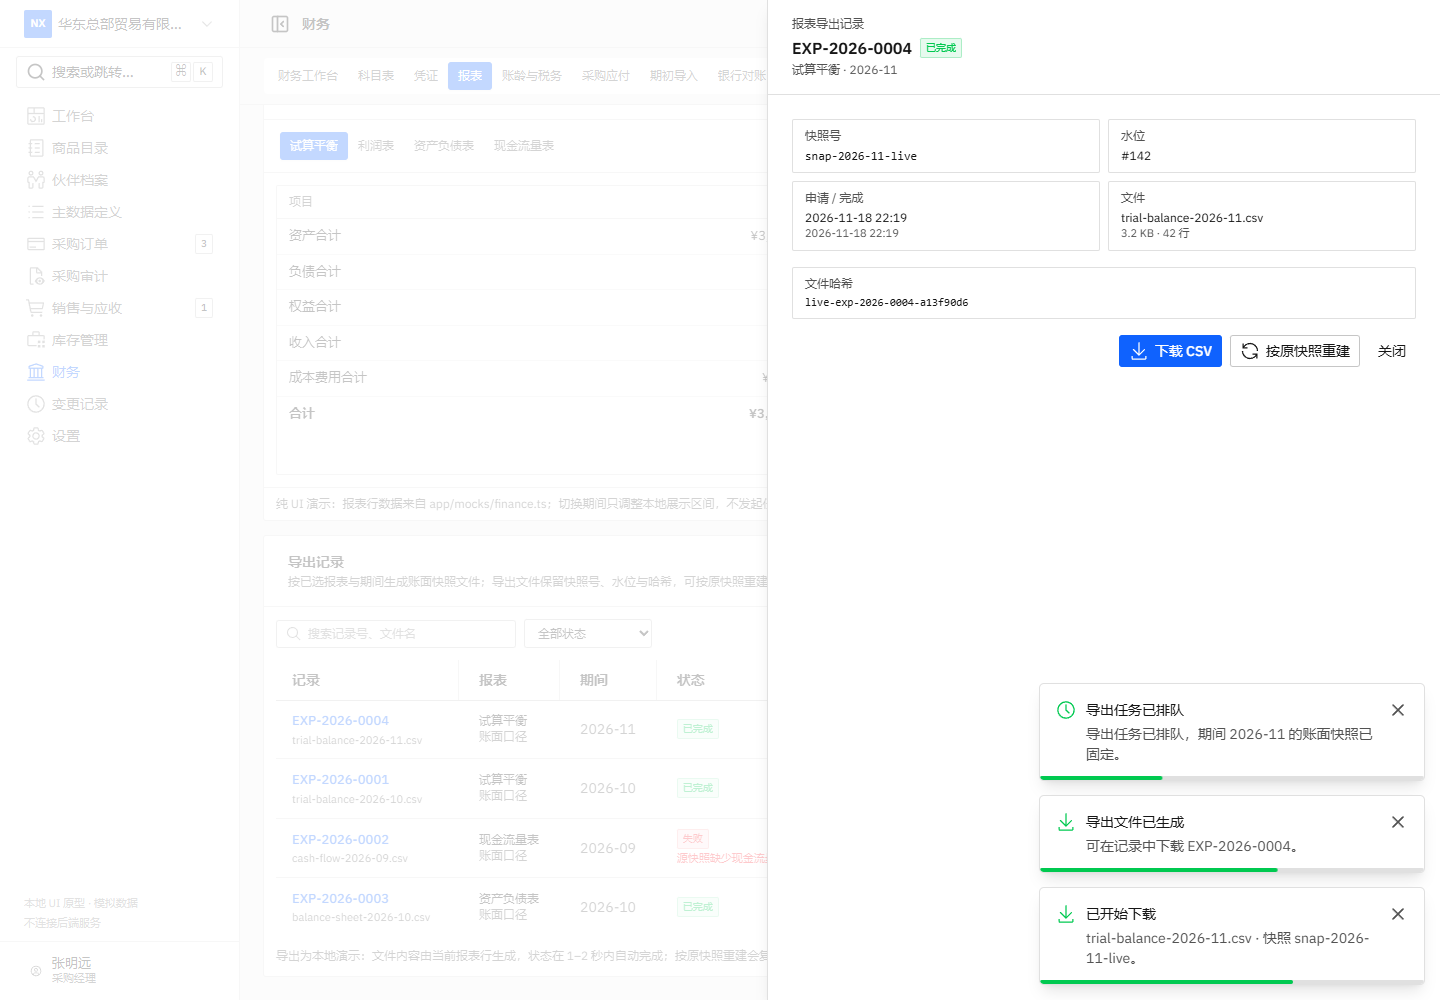 NX 华东总部贸易有限...
搜索或跳转... ⌘ K
工作台
商品目录
伙伴档案
主数据定义
采购订单 3
采购审计
销售与应收 1
库存管理
财务
变更记录
设置
本地 UI 原型 · 模拟数据
不连接后端服务
张明远
采购经理
财务
财务工作台 科目表 凭证 报表 账龄与税务 采购应付 期初导入 银行对账
试算平衡 利润表 资产负债表 现金流量表
项目
资产合计 ¥3
负债合计
权益合计
收入合计
成本费用合计 ¥
合计 ¥3,
纯 UI 演示：报表行数据来自 app/mocks/finance.ts；切换期间只调整本地展示区间，不发起
导出记录
按已选报表与期间生成账面快照文件；导出文件保留快照号、水位与哈希，可按原快照重建
搜索记录号、文件名 全部状态
记录 报表 期间 状态
EXP-2026-0004 试算平衡 2026-11 已完成
trial-balance-2026-11.csv 账面口径
EXP-2026-0001 试算平衡 2026-10 已完成
trial-balance-2026-10.csv 账面口径
EXP-2026-0002 现金流量表 2026-09 失败
cash-flow-2026-09.csv 账面口径 源快照缺少现金流
EXP-2026-0003 资产负债表 2026-10 已完成
balance-sheet-2026-10.csv 账面口径
导出为本地演示：文件内容由当前报表行生成，状态在 1–2 秒内自动完成；按原快照重建会
报表导出记录
EXP-2026-0004 已完成
试算平衡 · 2026-11
快照号
snap-2026-11-live
水位
#142
申请 / 完成
2026-11-18 22:19
2026-11-18 22:19
文件
trial-balance-2026-11.csv
3.2 KB · 42 行
文件哈希
live-exp-2026-0004-a13f90d6
下载 CSV 按原快照重建 关闭
导出任务已排队
导出任务已排队，期间 2026-11 的账面快照已
固定。
导出文件已生成
可在记录中下载 EXP-2026-0004。
已开始下载
trial-balance-2026-11.csv · 快照 snap-2026-
11-live。